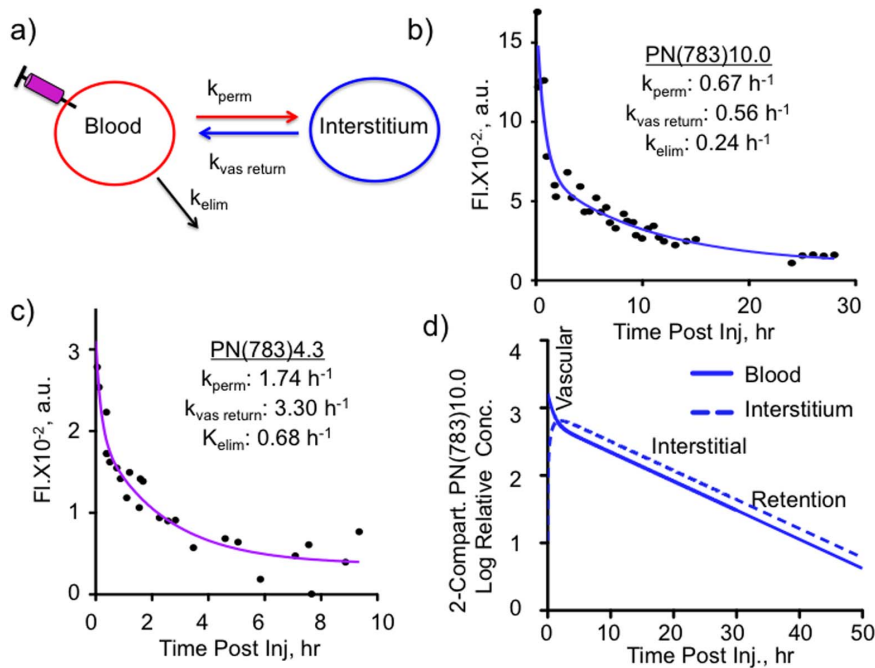 a)
Blood
k perm
Interstitium
k vas return
k elim
b)
Fl.X10-2., a.u.
15
10
5
0
PN(783)10.0
kperm: 0.67 h-1
kvas return: 0.56 h-1
kelim: 0.24 h-1
0 10 20 30
Time Post Inj, hr
c)
Fl.X10-2, a.u.
3
2
1
0
PN(783)4.3
kperm: 1.74 h-1
kvas return: 3.30 h-1
Kelim: 0.68 h-1
0 2 4 6 8 10
Time Post Inj, hr
d)
2-Compart. PN(783)10.0
Log Relative Conc.
4
3
2
1
0
Vascular
Blood
Interstitium
Interstitial
Retention
0 10 20 30 40 50
Time Post Inj., hr